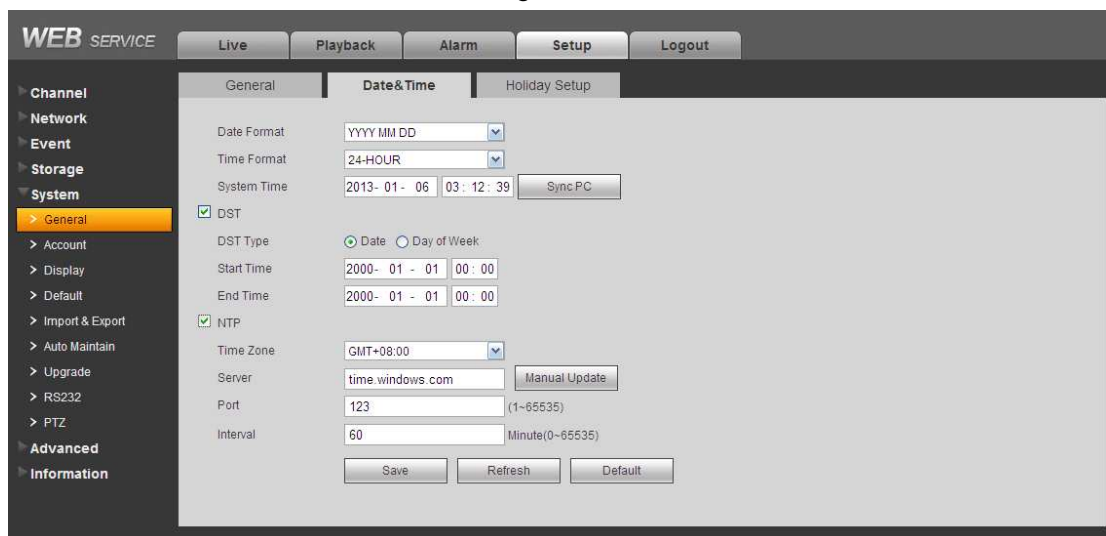 WEB SERVICE
Live Playback Alarm Setup Logout
General Date&Time Holiday Setup
Channel
Network
Event
Storage
System
> General
> Account
> Display
> Default
> Import & Export
> Auto Maintain
> Upgrade
> RS232
> PTZ
Advanced
Information
Date Format YYYY MM DD
Time Format 24-HOUR
System Time 2013- 01 - 06 03 : 12 : 39 Sync PC
DST
DST Type Date Day of Week
Start Time 2000- 01 - 01 00 : 00
End Time 2000- 01 - 01 00 : 00
NTP
Time Zone GMT+08:00
Server time.windows.com Manual Update
Port 123 (1~65535)
Interval 60 Minute(0~65535)
Save Refresh Default